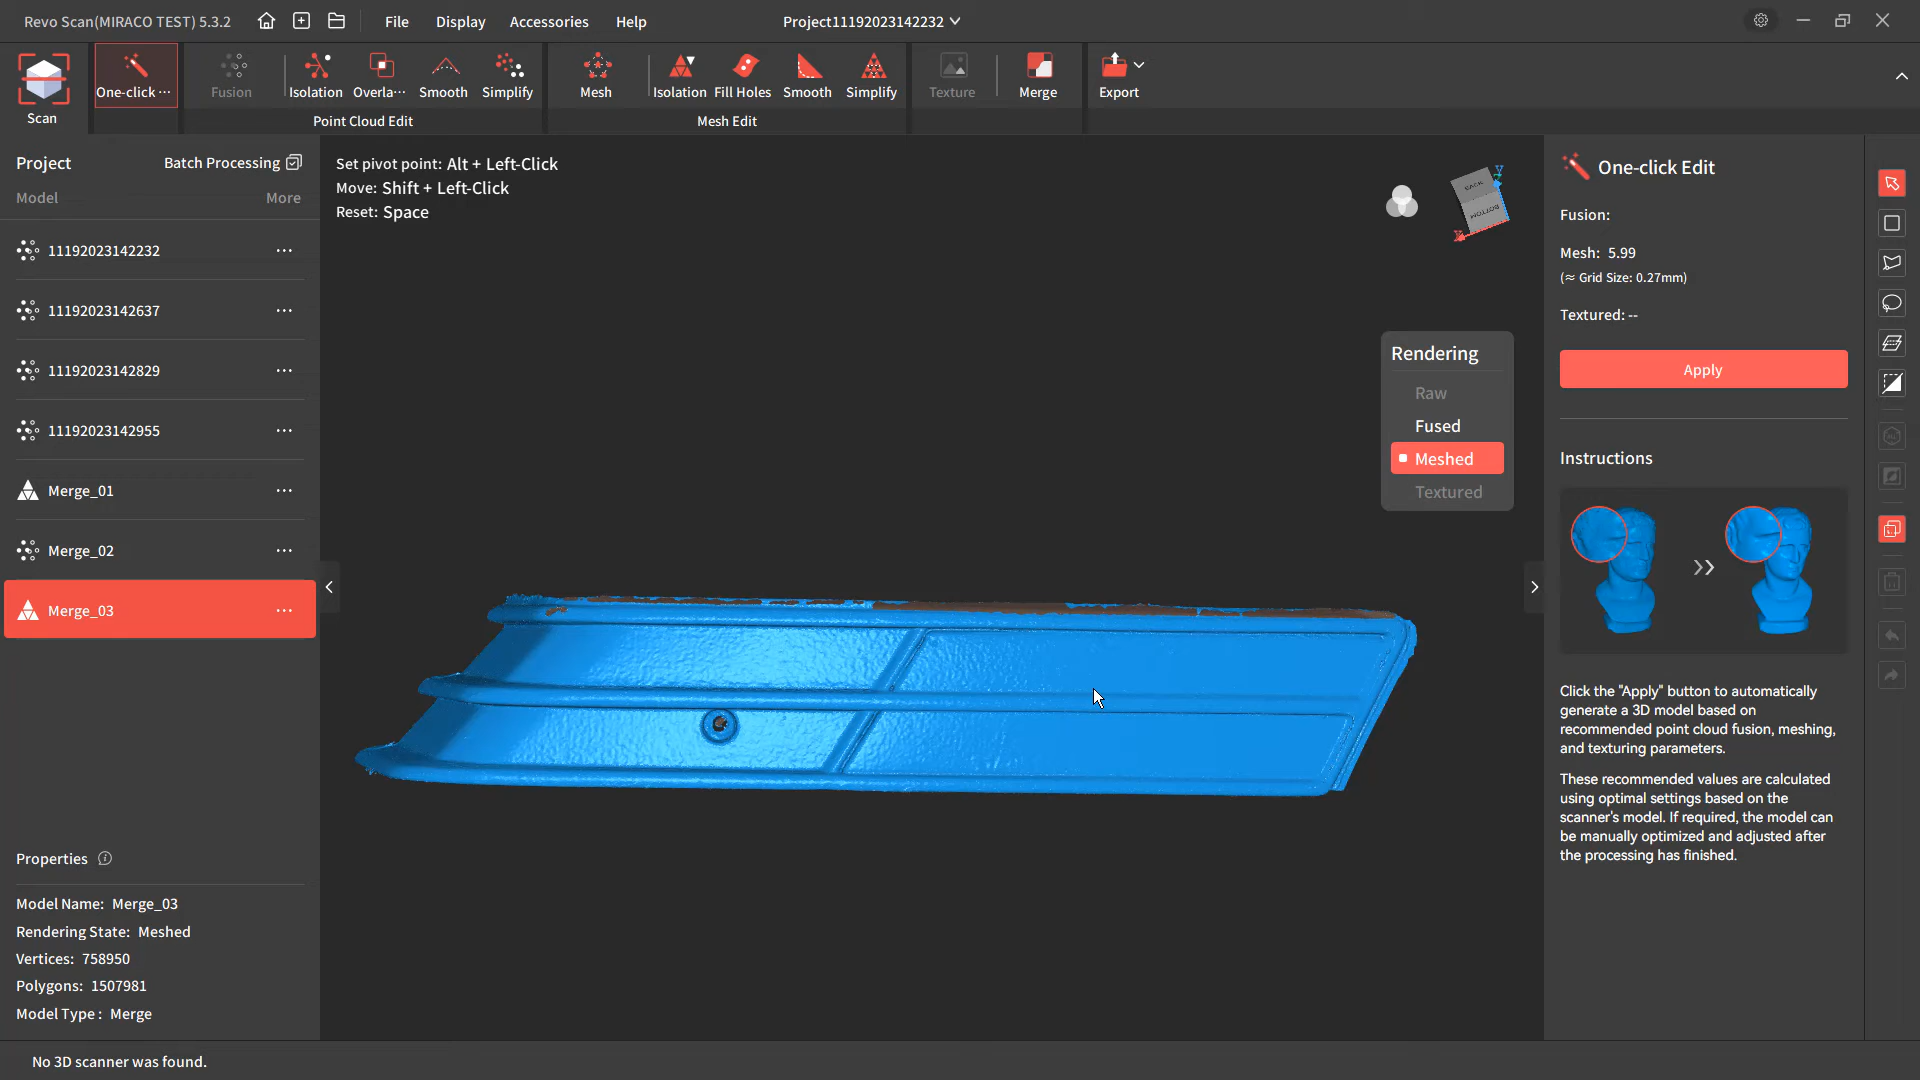 Revo Scan(MIRACO TEST) 5.3.2
File
Display
Accessories
Help
Project11192023142232
Scan
One-click ···
Fusion
Isolation
Overla···
Smooth
Simplify
Point Cloud Edit
Mesh
Isolation
Fill Holes
Smooth
Simplify
Mesh Edit
Texture
Merge
Export
Project
Batch Processing
Model
More
11192023142232
11192023142637
11192023142829
11192023142955
Merge_01
Merge_02
Merge_03
Properties
Model Name: Merge_03
Rendering State: Meshed
Vertices: 758950
Polygons: 1507981
Model Type : Merge
No 3D scanner was found.
Set pivot point: Alt + Left-Click
Move: Shift + Left-Click
Reset: Space
BACK
BOTTOM
Y
X
Rendering
Raw
Fused
Meshed
Textured
One-click Edit
Fusion:
Mesh: 5.99
(≈ Grid Size: 0.27mm)
Textured: --
Apply
Instructions
Click the "Apply" button to automatically
generate a 3D model based on
recommended point cloud fusion, meshing,
and texturing parameters.
These recommended values are calculated
using optimal settings based on the
scanner's model. If required, the model can
be manually optimized and adjusted after
the processing has finished.